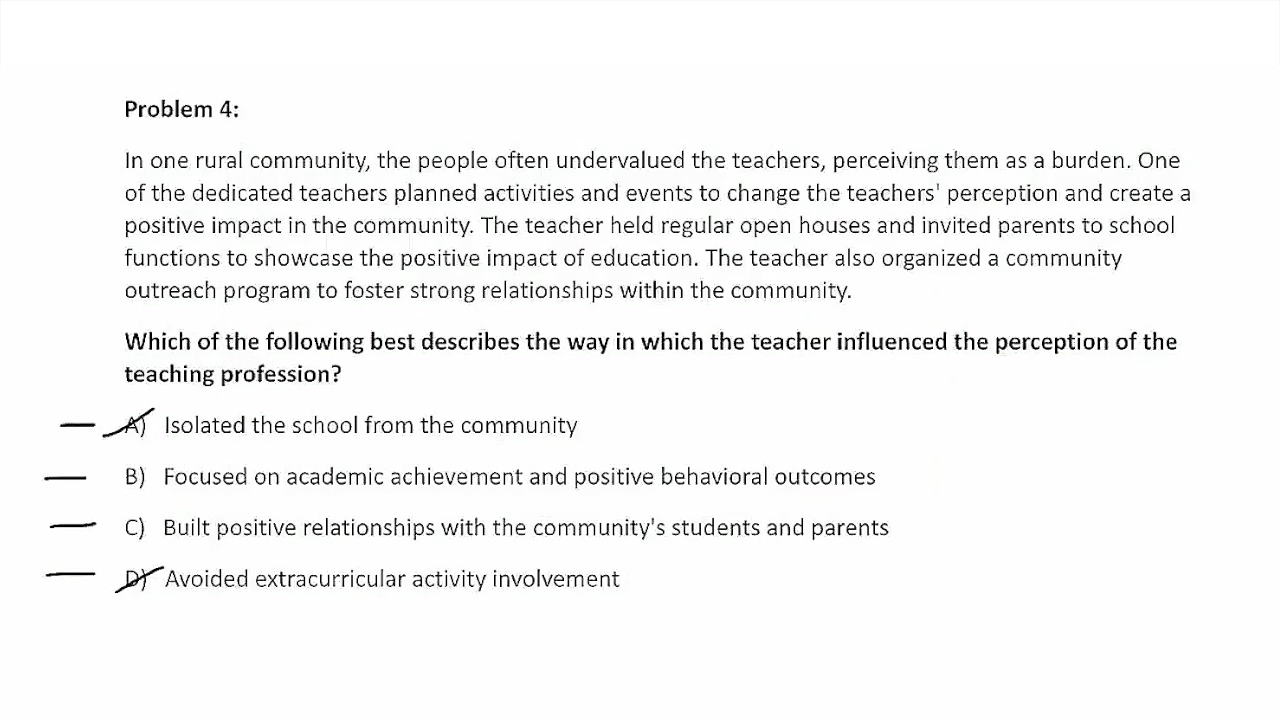 Problem 4:
In one rural community, the people often undervalued the teachers, perceiving them as a burden. One
of the dedicated teachers planned activities and events to change the teachers' perception and create a
positive impact in the community. The teacher held regular open houses and invited parents to school
functions to showcase the positive impact of education. The teacher also organized a community
outreach program to foster strong relationships within the community.
Which of the following best describes the way in which the teacher influenced the perception of the
teaching profession?
A) Isolated the school from the community
B) Focused on academic achievement and positive behavioral outcomes
C) Built positive relationships with the community's students and parents
D) Avoided extracurricular activity involvement